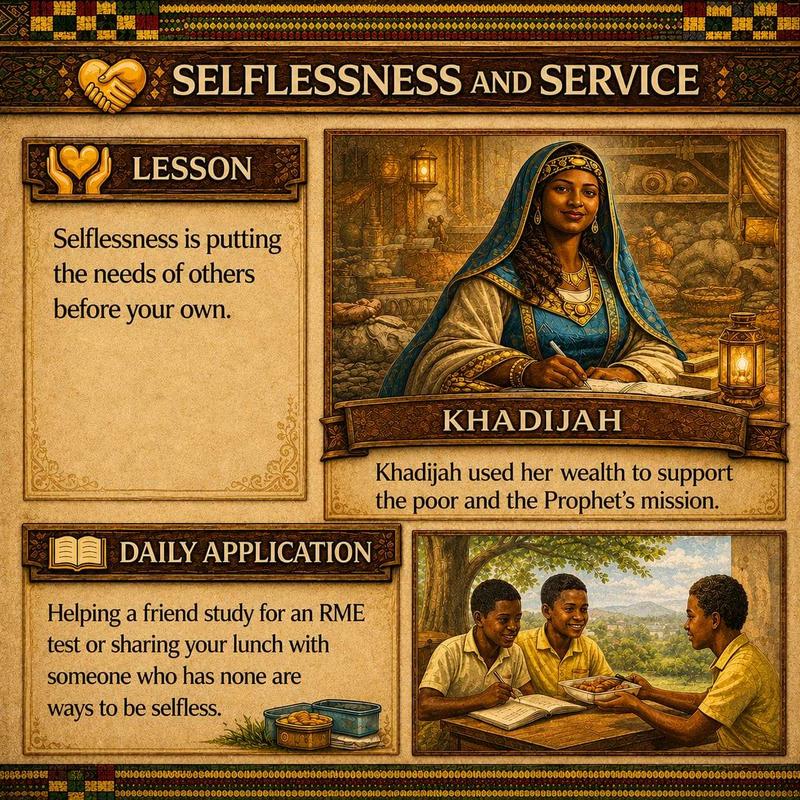 SELFLESSNESS AND SERVICE
LESSON
Selflessness is putting
the needs of others
before your own.
KHADIJAH
Khadijah used her wealth to support
the poor and the Prophet's mission.
DAILY APPLICATION
Helping a friend study for an RME
test or sharing your lunch with
someone who has none are
ways to be selfless.